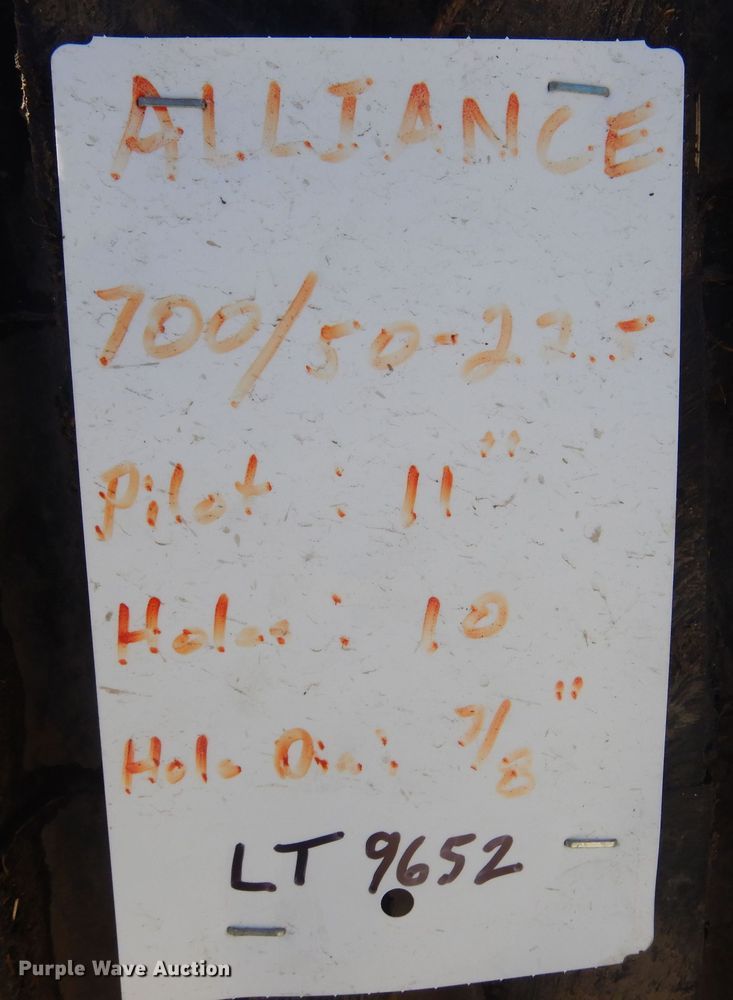 ALLIANCE
700/50-22.5
Pilot : 11"
Holes : 10
Hole Dia: 7/8"
LT 9652
Purple Wave Auction